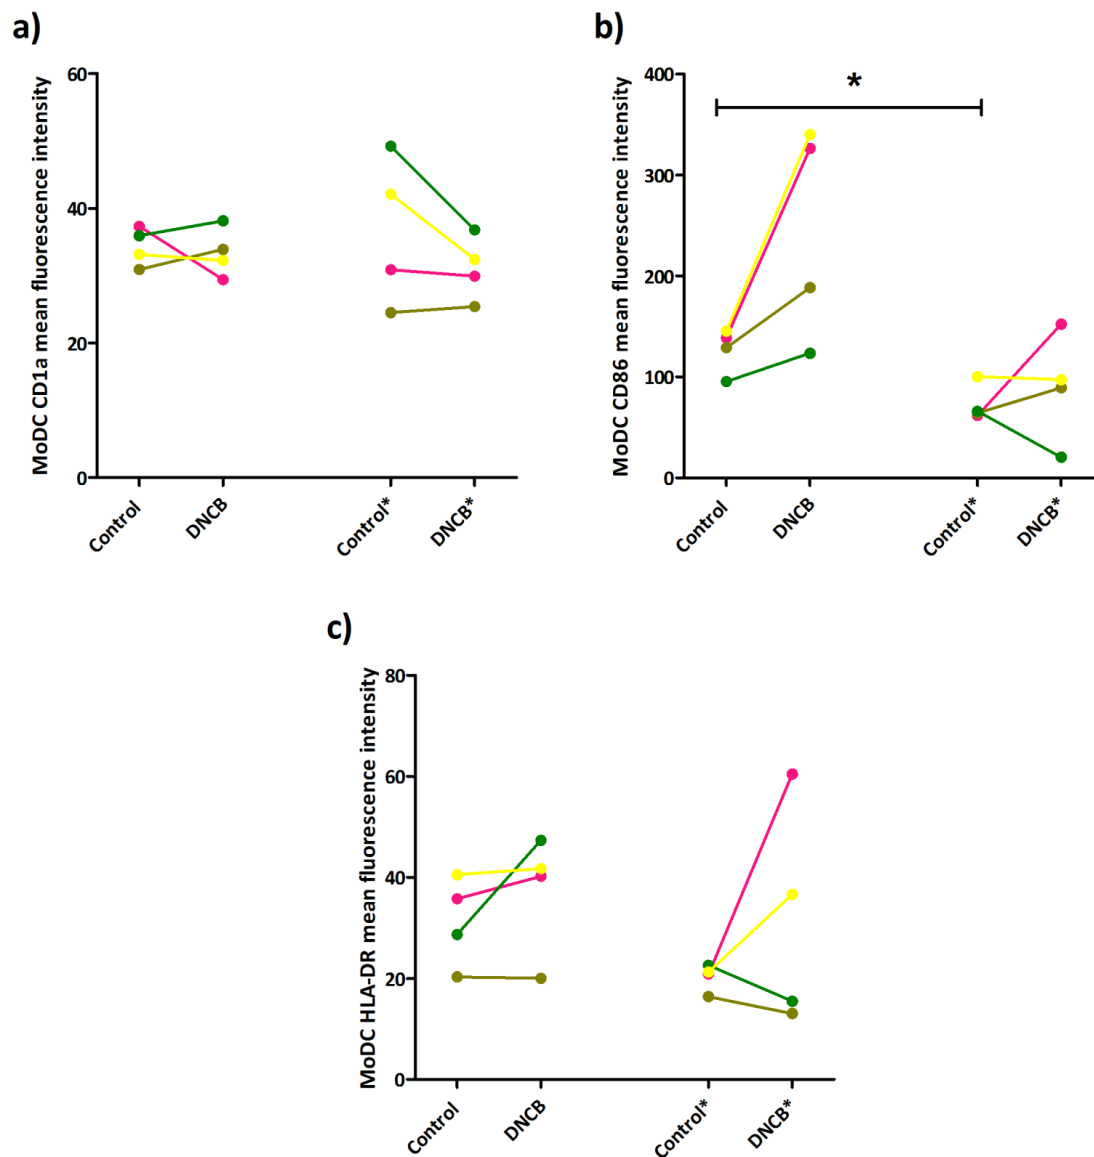 a)
MoDC CD1a mean fluorescence intensity
60
40
20
0
Control
DNCB
Control*
DNCB*
b)
MoDC CD86 mean fluorescence intensity
400
300
200
100
0
*
Control
DNCB
Control*
DNCB*
c)
MoDC HLA-DR mean fluorescence intensity
80
60
40
20
0
Control
DNCB
Control*
DNCB*